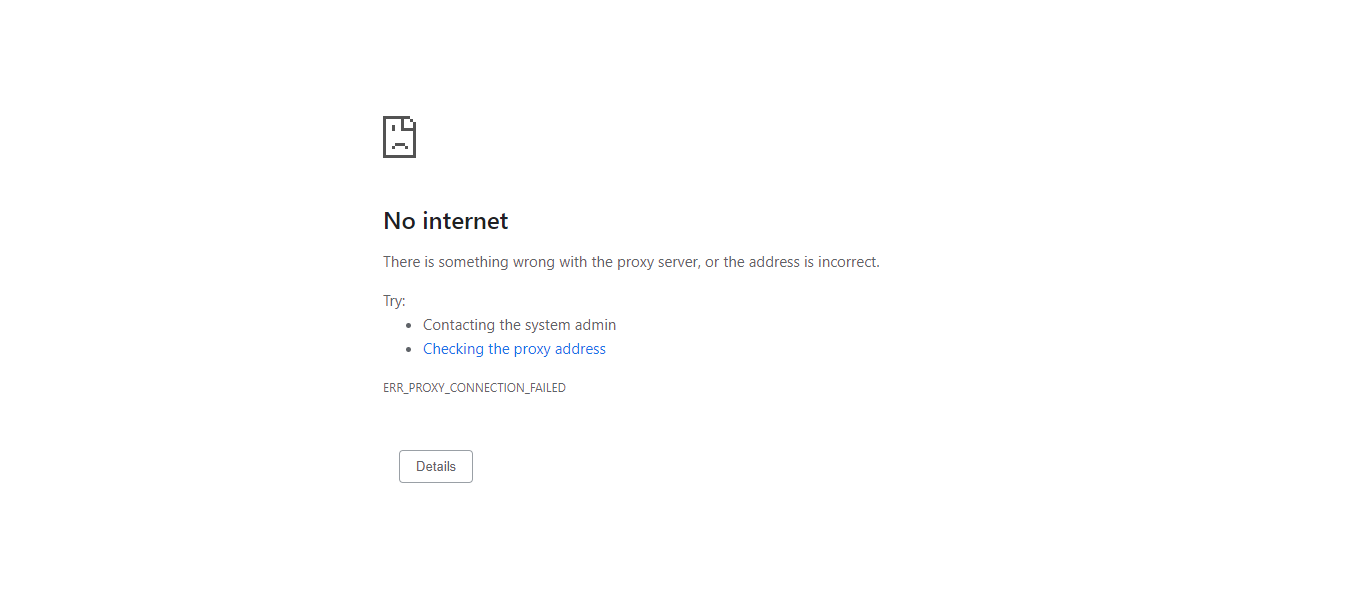 No internet
There is something wrong with the proxy server, or the address is incorrect.
Try:
• Contacting the system admin
• Checking the proxy address
ERR_PROXY_CONNECTION_FAILED
Details